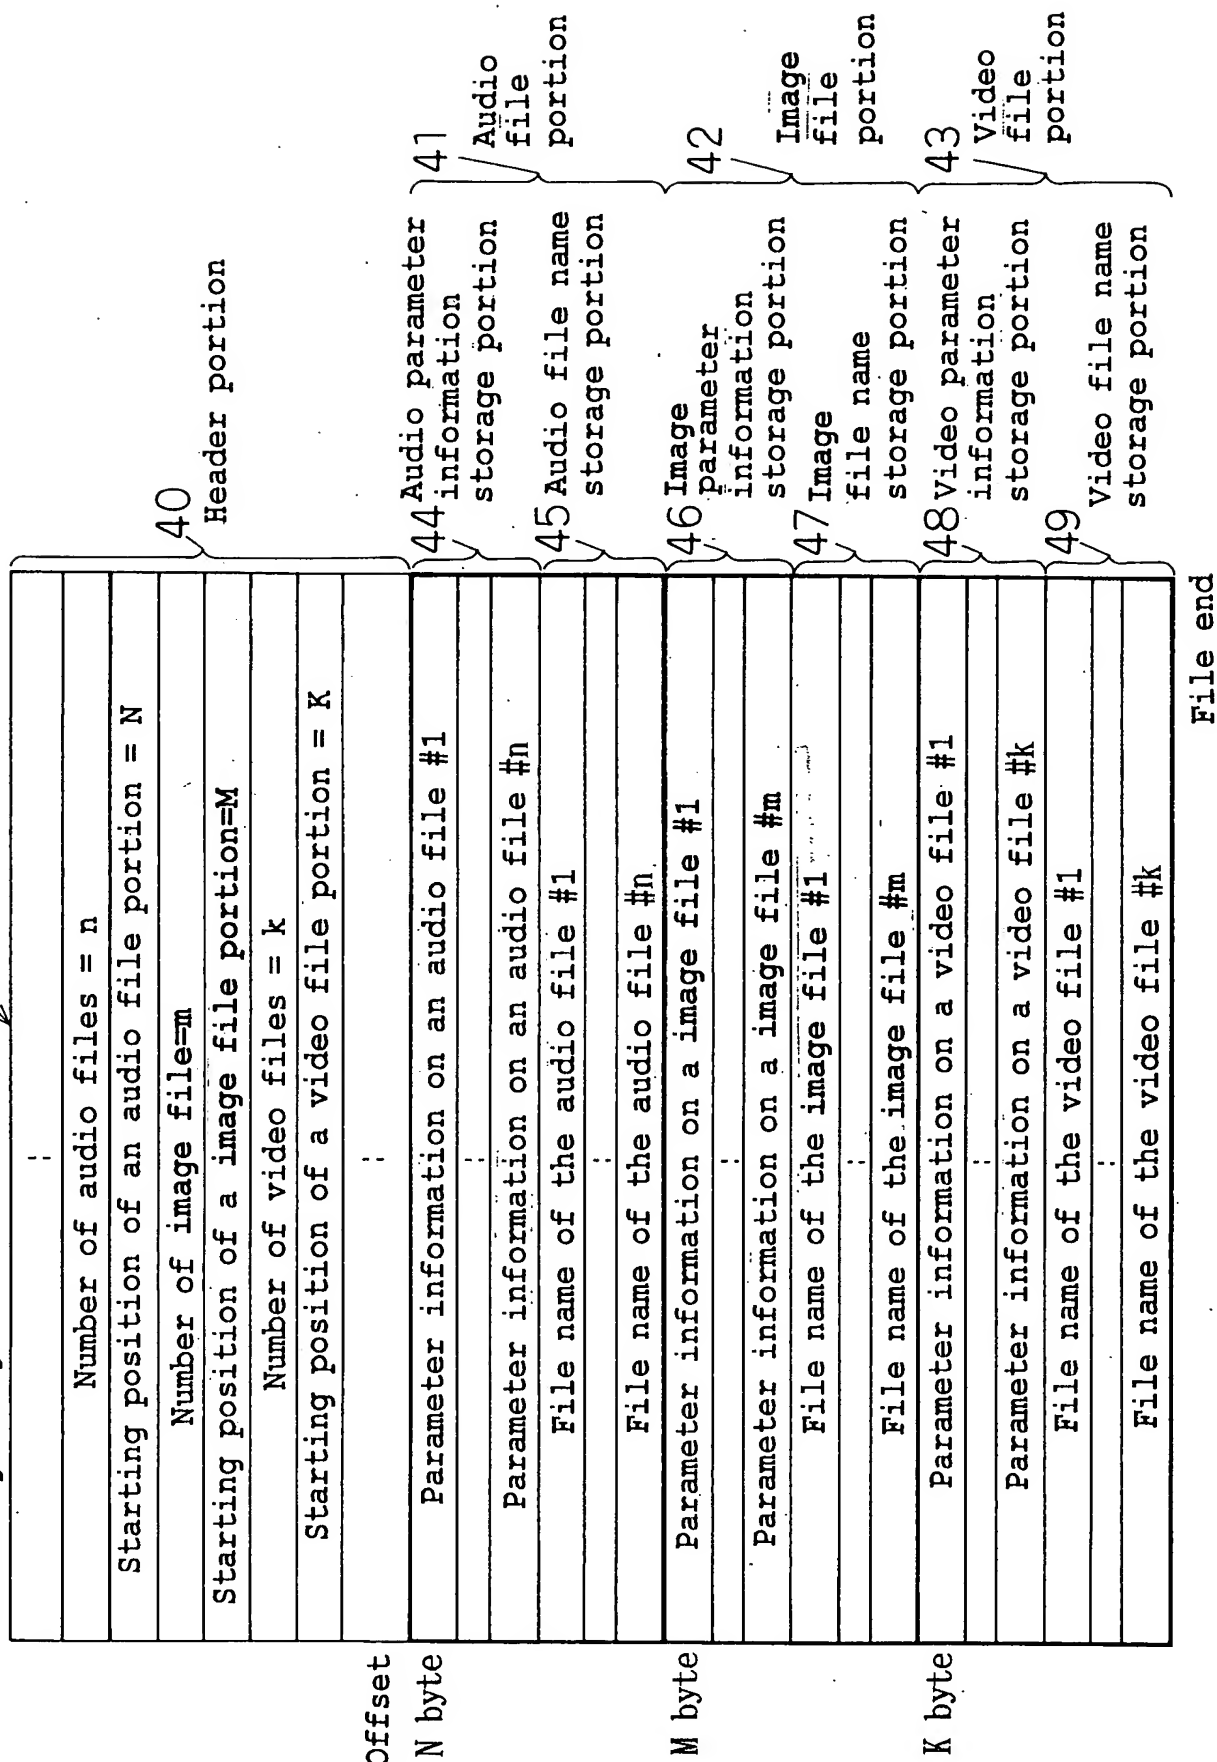 :
Number of audio files = n
Starting position of an audio file portion = N
Number of image file=m
Starting position of a image file portion=M
Number of video files = k
Starting position of a video file portion = K
:
40
Header portion
Offset
N byte
Parameter information on an audio file #1
:
Parameter information on an audio file #n
44
Audio parameter
information
storage portion
File name of the audio file #1
:
File name of the audio file #n
45
Audio file name
storage portion
41
Audio
file
portion
M byte
Parameter information on a image file #1
:
Parameter information on a image file #m
46
Image
parameter
information
storage portion
File name of the image file #1
:
File name of the image file #m
47
Image
file name
storage portion
42
Image
file
portion
K byte
Parameter information on a video file #1
:
Parameter information on a video file #k
48
Video parameter
information
storage portion
File name of the video file #1
:
File name of the video file #k
49
Video file name
storage portion
43
Video
file
portion
File end